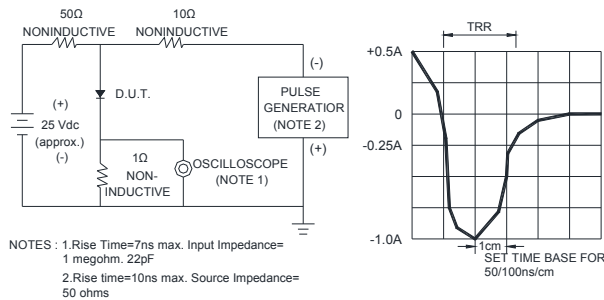 50Ω
NONINDUCTIVE
10Ω
NONINDUCTIVE
(+)
25 Vdc
(approx.)
(-)
D.U.T.
1Ω
NON-
INDUCTIVE
OSCILLOSCOPE
(NOTE 1)
(-)
PULSE
GENERATIOR
(NOTE 2)
(+)
NOTES : 1.Rise Time=7ns max. Input Impedance=
1 megohm. 22pF
2.Rise time=10ns max. Source Impedance=
50 ohms
TRR
+0.5A
0
-0.25A
-1.0A
1cm
SET TIME BASE FOR
50/100ns/cm